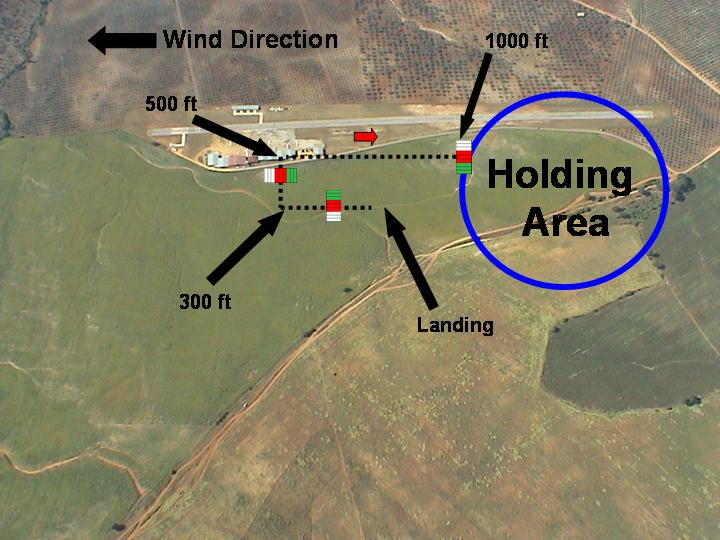 Wind Direction
1000 ft
500 ft
Holding
Area
300 ft
Landing